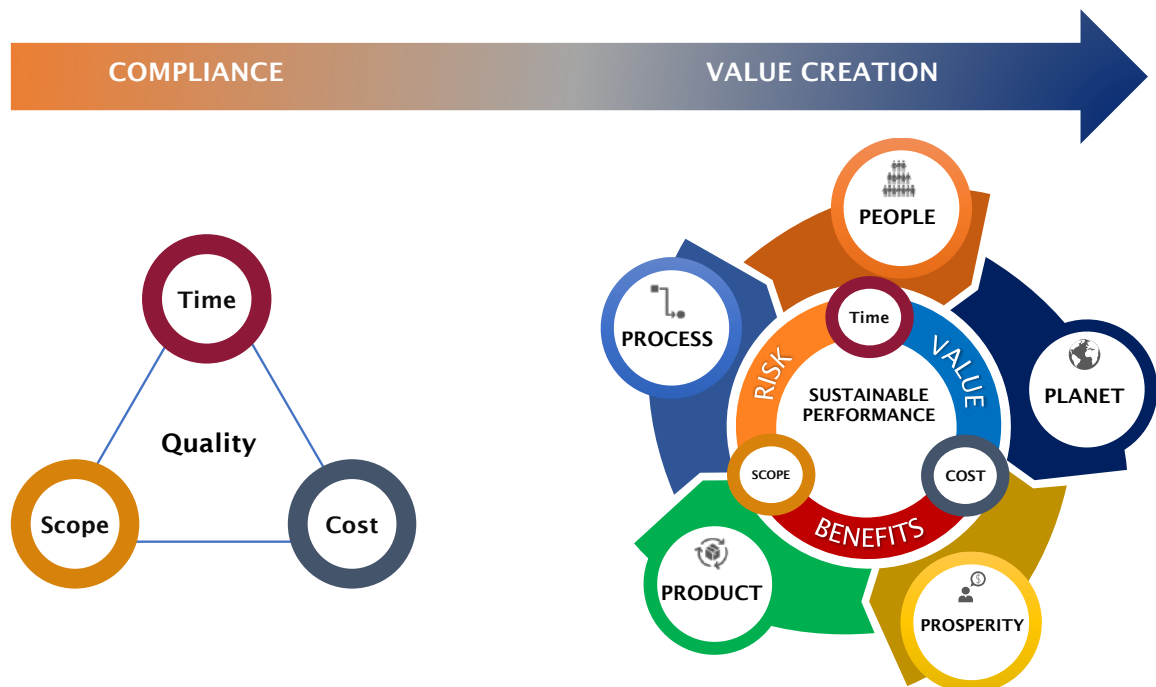 COMPLIANCE
VALUE CREATION
Time
Quality
Scope
Cost
PEOPLE
PROCESS
PLANET
PRODUCT
PROSPERITY
$
Time
RISK
VALUE
SUSTAINABLE
PERFORMANCE
SCOPE
COST
BENEFITS